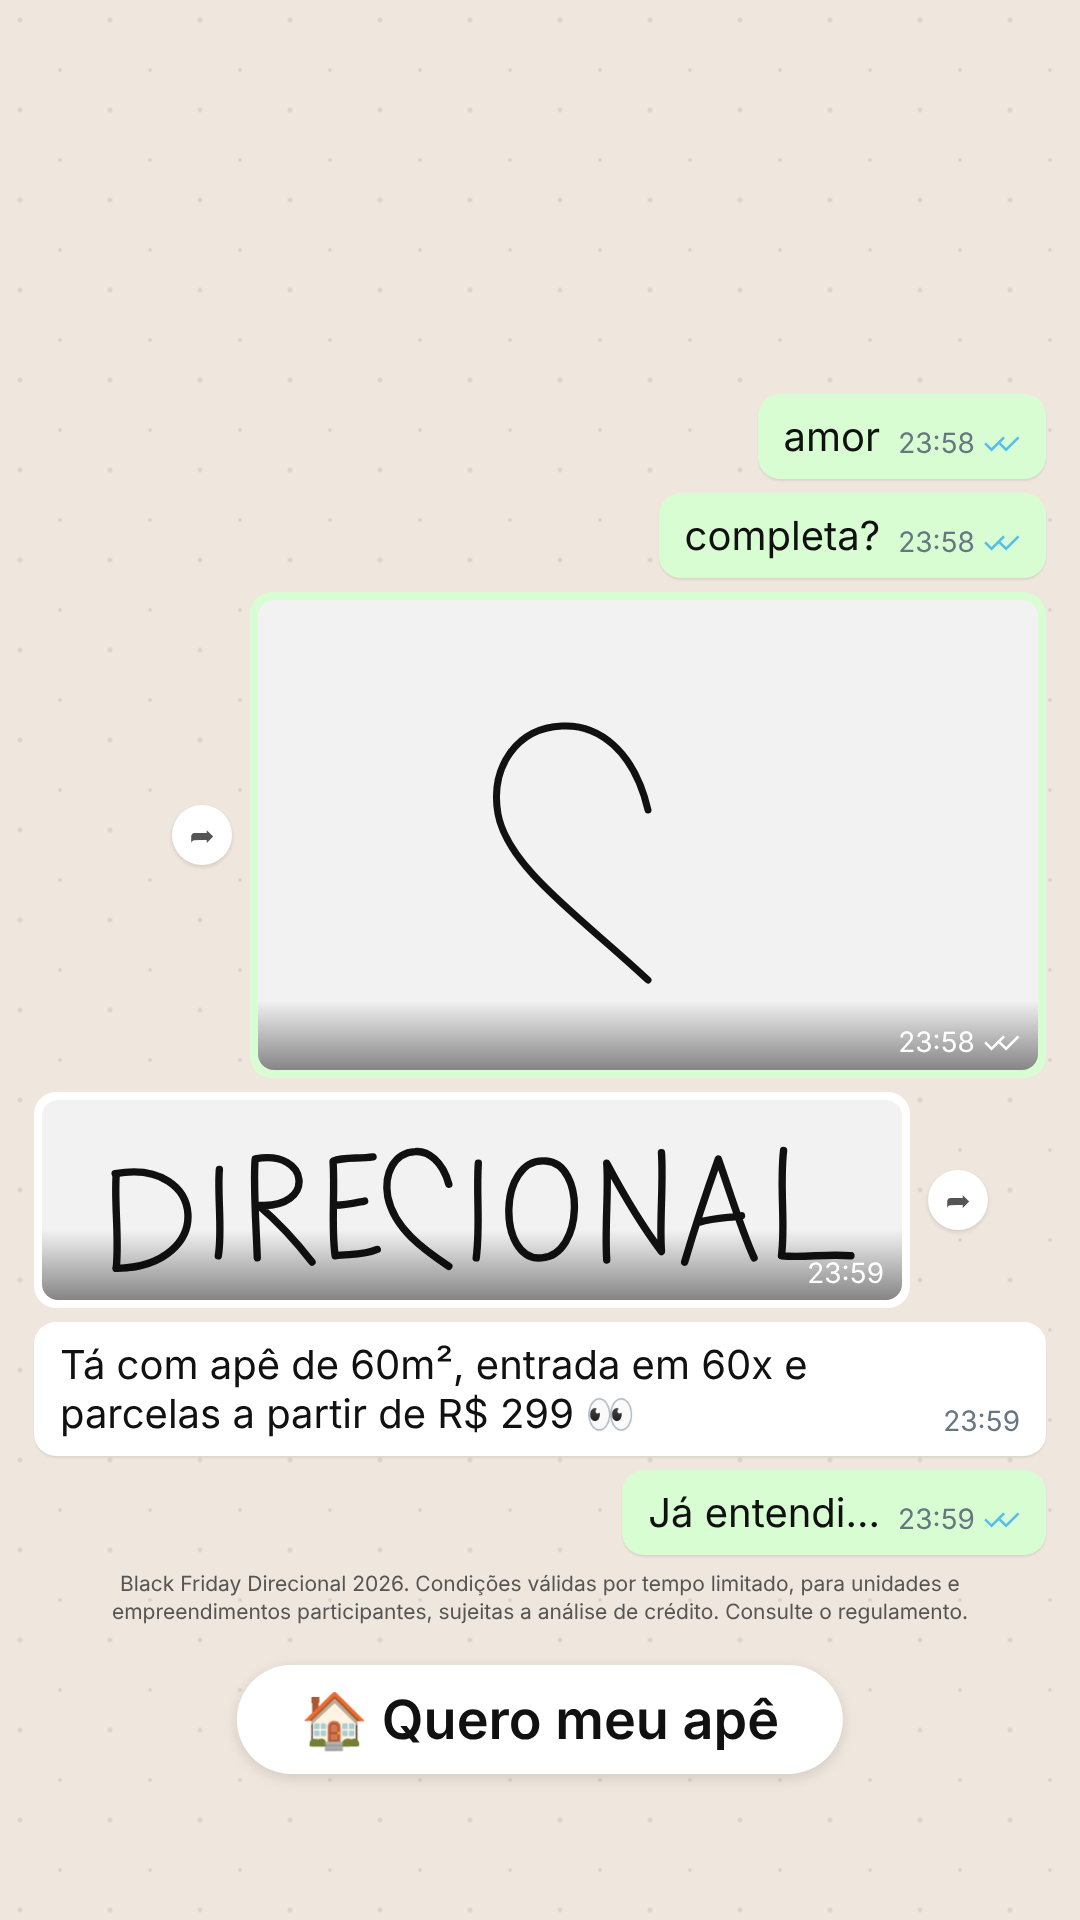 amor 23:58
completa? 23:58
23:58
DIRECIONAL
23:59
Tá com apê de 60m², entrada em 60x e
parcelas a partir de R$ 299 👀 23:59
Já entendi... 23:59
Black Friday Direcional 2026. Condições válidas por tempo limitado, para unidades e
empreendimentos participantes, sujeitas a análise de crédito. Consulte o regulamento.
🏠 Quero meu apê